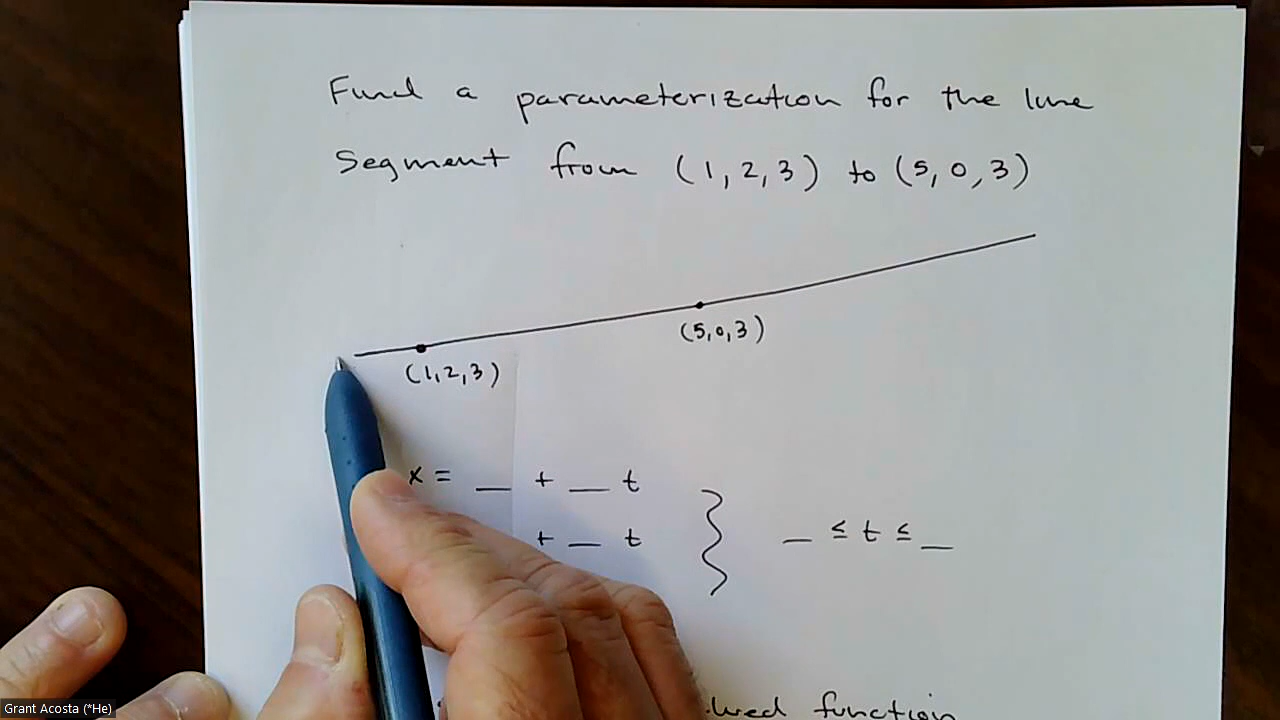 Find a parameterization for the line
segment from (1, 2, 3) to (5, 0, 3)
(5, 0, 3)
(1, 2, 3)
x = __ + __ t
+ __ t
__ ≤ t ≤ __
function
Grant Acosta (*He)